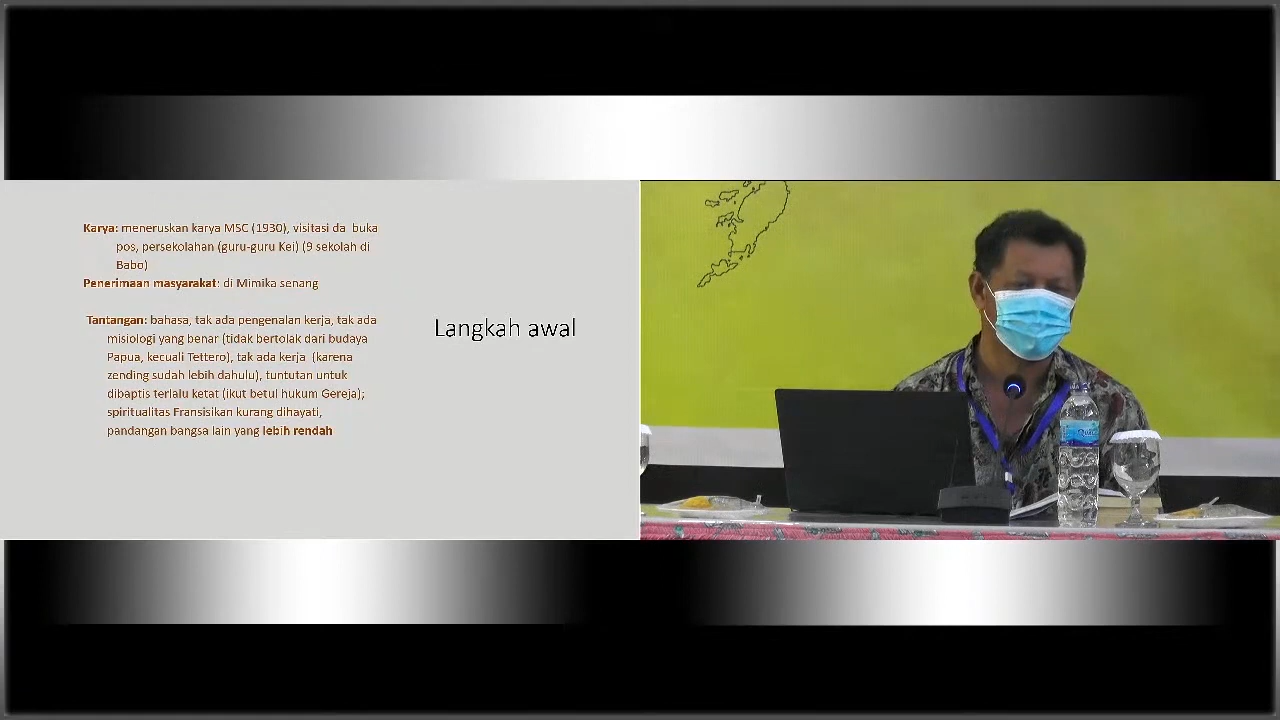 Karya: meneruskan karya MSC (1930), visitasi da buka
pos, persekolahan (guru-guru Kei) (9 sekolah di
Babo)
Penerimaan masyarakat: di Mimika senang
Tantangan: bahasa, tak ada pengenalan kerja, tak ada
misiologi yang benar (tidak bertolak dari budaya
Papua, kecuali Tettero), tak ada kerja (karena
zending sudah lebih dahulu), tuntutan untuk
dibaptis terlalu ketat (ikut betul hukum Gereja);
spiritualitas Fransisikan kurang dihayati,
pandangan bangsa lain yang lebih rendah
Langkah awal